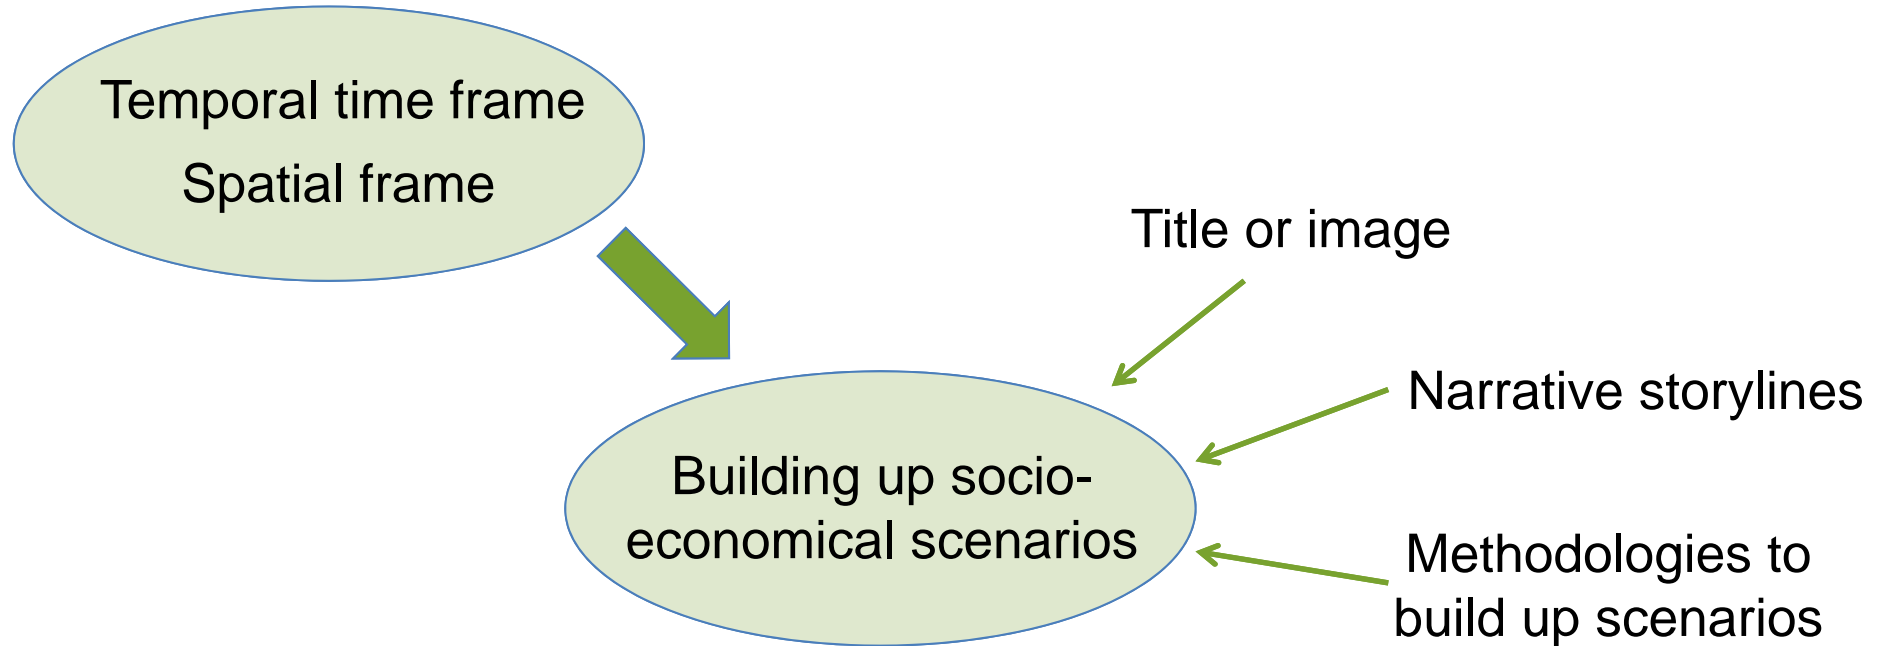 Temporal time frame
Spatial frame
Title or image
Narrative storylines
Building up socio-
economical scenarios
Methodologies to
build up scenarios